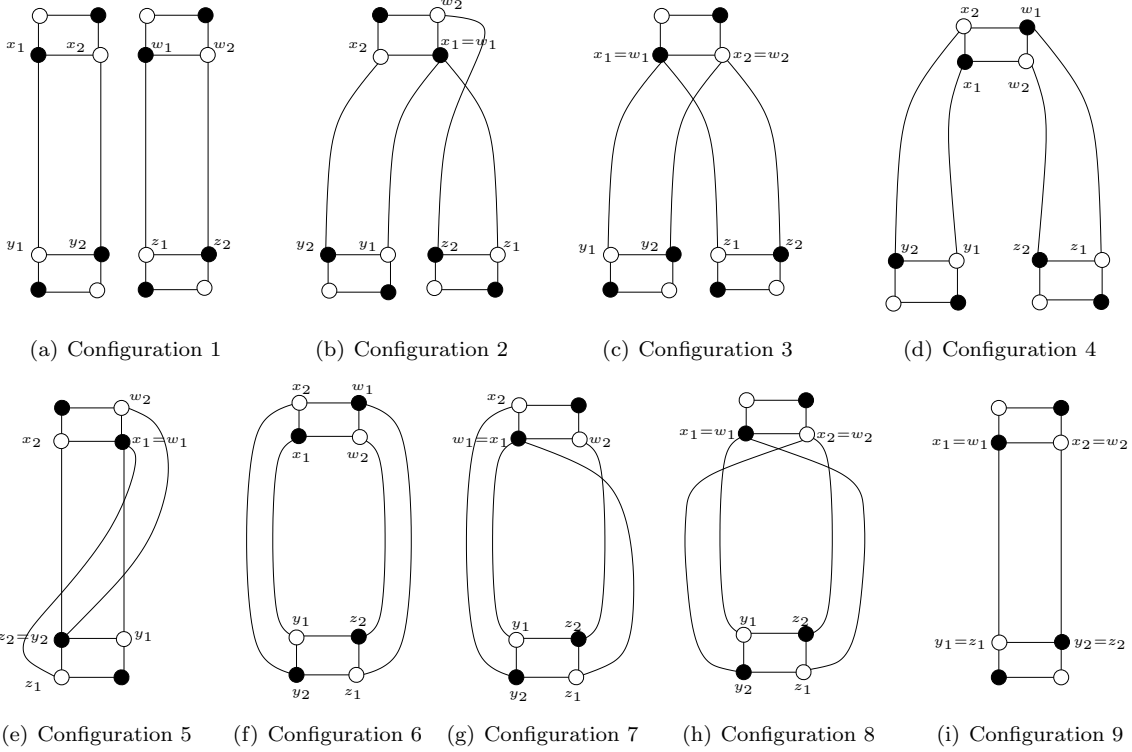 w₂
x₂ w₁
x₁ x₂ w₁ w₂
x₂ x₁=w₁
x₁=w₁ x₂=w₂
x₁ w₂
y₁ y₂ z₁ z₂
y₂ y₁ z₂ z₁
y₁ y₂ z₁ z₂
y₂ y₁ z₂ z₁
(a) Configuration 1
(b) Configuration 2
(c) Configuration 3
(d) Configuration 4
w₂
x₂ x₁=w₁
x₂ w₁
x₁ w₂
x₂
w₁=x₁ w₂
x₁=w₁ x₂=w₂
x₁=w₁ x₂=w₂
z₂=y₂ y₁
z₁
y₁ z₂
y₂ z₁
y₁ z₂
y₂ z₁
y₁ z₂
y₂ z₁
y₁=z₁ y₂=z₂
(e) Configuration 5
(f) Configuration 6
(g) Configuration 7
(h) Configuration 8
(i) Configuration 9